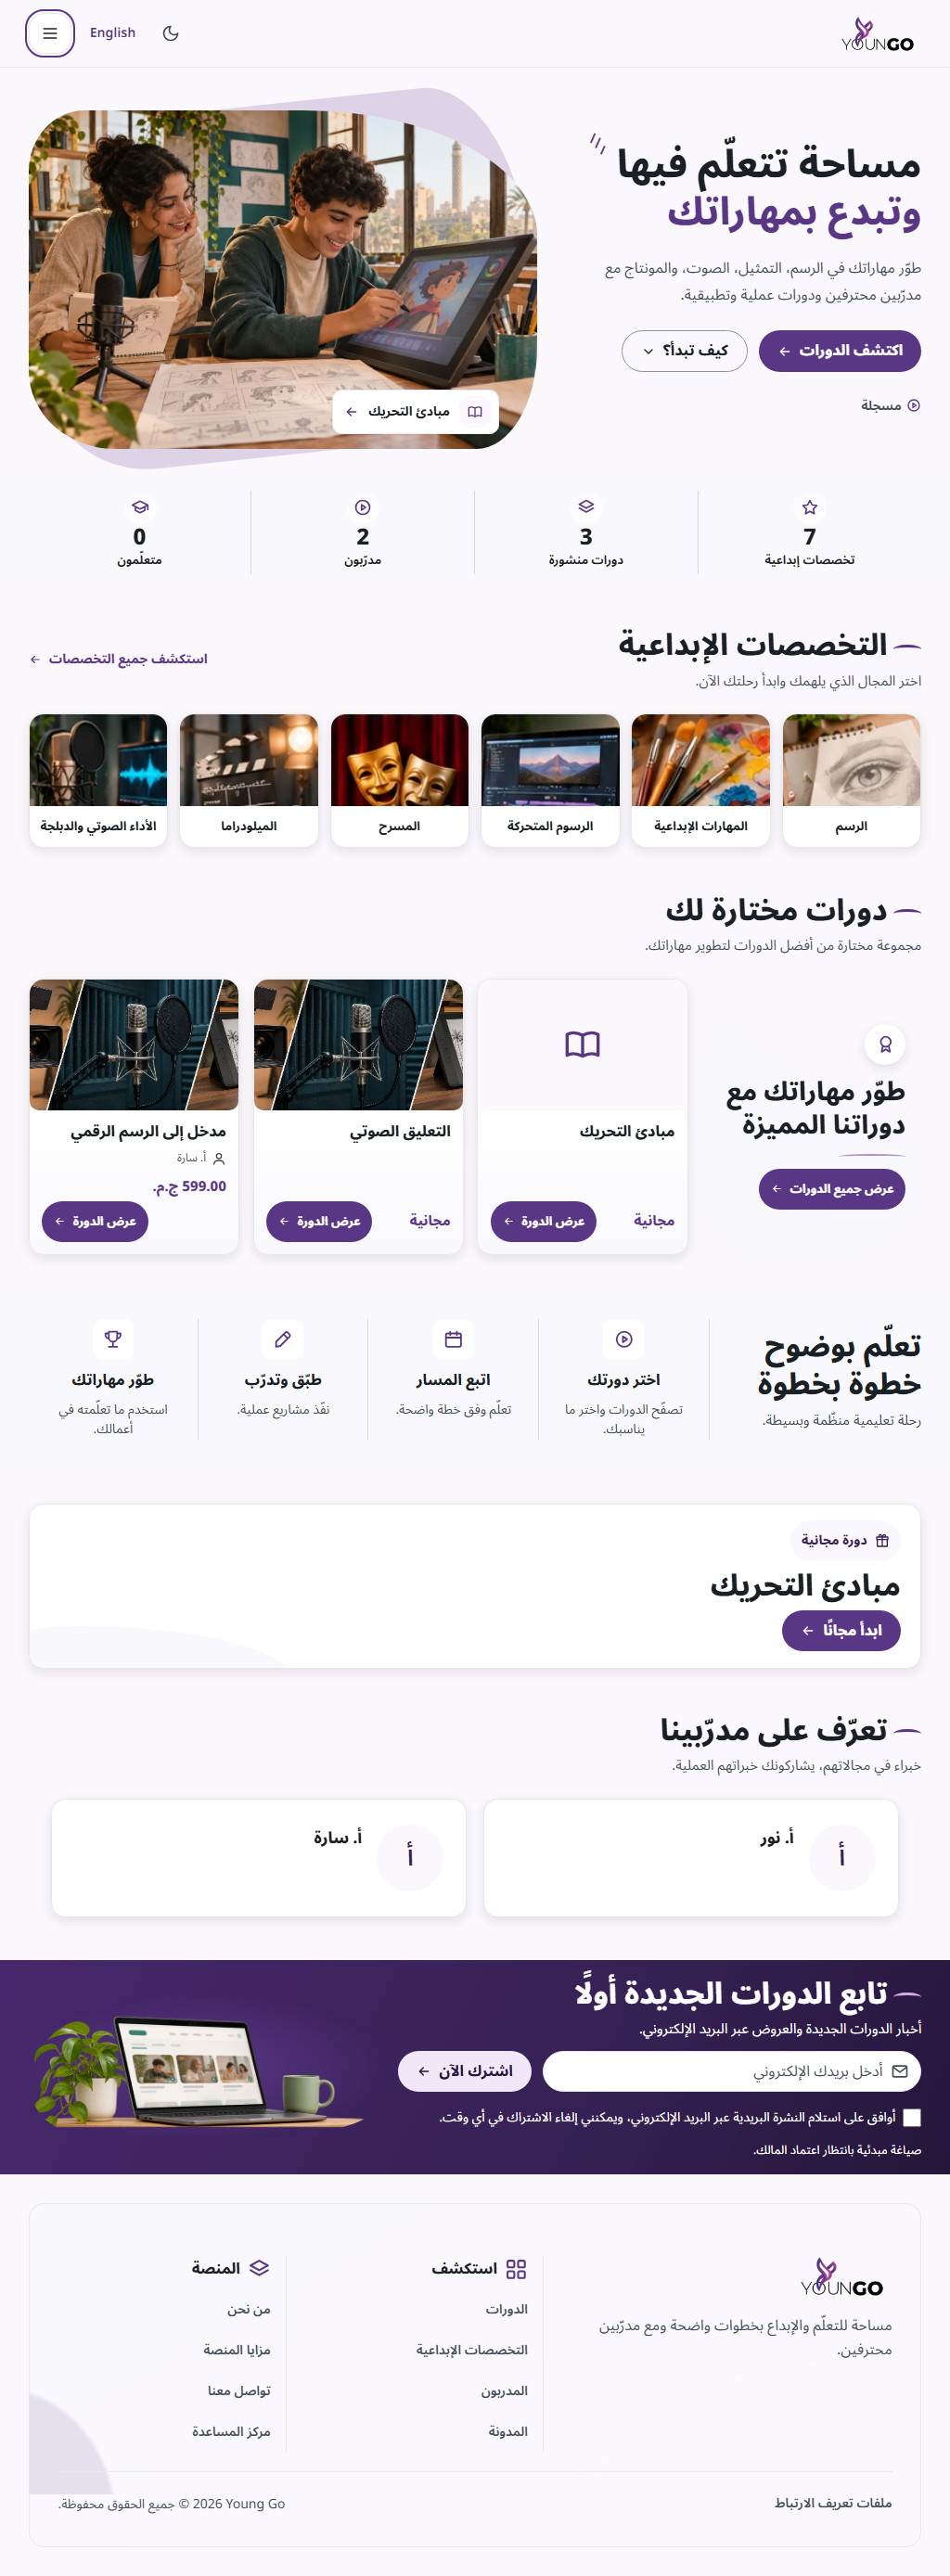 YOUNGO
English
مساحة تتعلّم فيها
وتبدع بمهاراتك
طوّر مهاراتك في الرسم، التمثيل، الصوت، والمونتاج مع
مدرّبين محترفين ودورات عملية وتطبيقية.
اكتشف الدورات
كيف تبدأ؟
مسجلة
مبادئ التحريك
7
تخصصات إبداعية
3
دورات منشورة
2
مدرّبون
0
متعلّمون
التخصصات الإبداعية
اختر المجال الذي يلهمك وابدأ رحلتك الآن.
استكشف جميع التخصصات
الرسم
المهارات الإبداعية
الرسوم المتحركة
المسرح
الميلودراما
الأداء الصوتي والدبلجة
دورات مختارة لك
مجموعة مختارة من أفضل الدورات لتطوير مهاراتك.
طوّر مهاراتك مع
دوراتنا المميزة
عرض جميع الدورات
مبادئ التحريك
مجانية
عرض الدورة
التعليق الصوتي
مجانية
عرض الدورة
مدخل إلى الرسم الرقمي
أ. سارة
599.00 ج.م.
عرض الدورة
تعلّم بوضوح
خطوة بخطوة
رحلة تعليمية منظّمة وبسيطة.
اختر دورتك
تصفّح الدورات واختر ما
يناسبك.
اتبع المسار
تعلّم وفق خطة واضحة.
طبّق وتدرّب
نفّذ مشاريع عملية.
طوّر مهاراتك
استخدم ما تعلّمته في
أعمالك.
دورة مجانية
مبادئ التحريك
ابدأ مجانًا
تعرّف على مدرّبينا
خبراء في مجالاتهم، يشاركونك خبراتهم العملية.
أ
أ. نور
أ
أ. سارة
تابع الدورات الجديدة أولًا
أخبار الدورات الجديدة والعروض عبر البريد الإلكتروني.
أدخل بريدك الإلكتروني
اشترك الآن
أوافق على استلام النشرة البريدية عبر البريد الإلكتروني، ويمكنني إلغاء الاشتراك في أي وقت.
صياغة مبدئية بانتظار اعتماد المالك.
YOUNGO
مساحة للتعلّم والإبداع بخطوات واضحة ومع مدرّبين
محترفين.
استكشف
الدورات
التخصصات الإبداعية
المدربون
المدونة
المنصة
من نحن
مزايا المنصة
تواصل معنا
مركز المساعدة
ملفات تعريف الارتباط
Young Go 2026 © جميع الحقوق محفوظة.